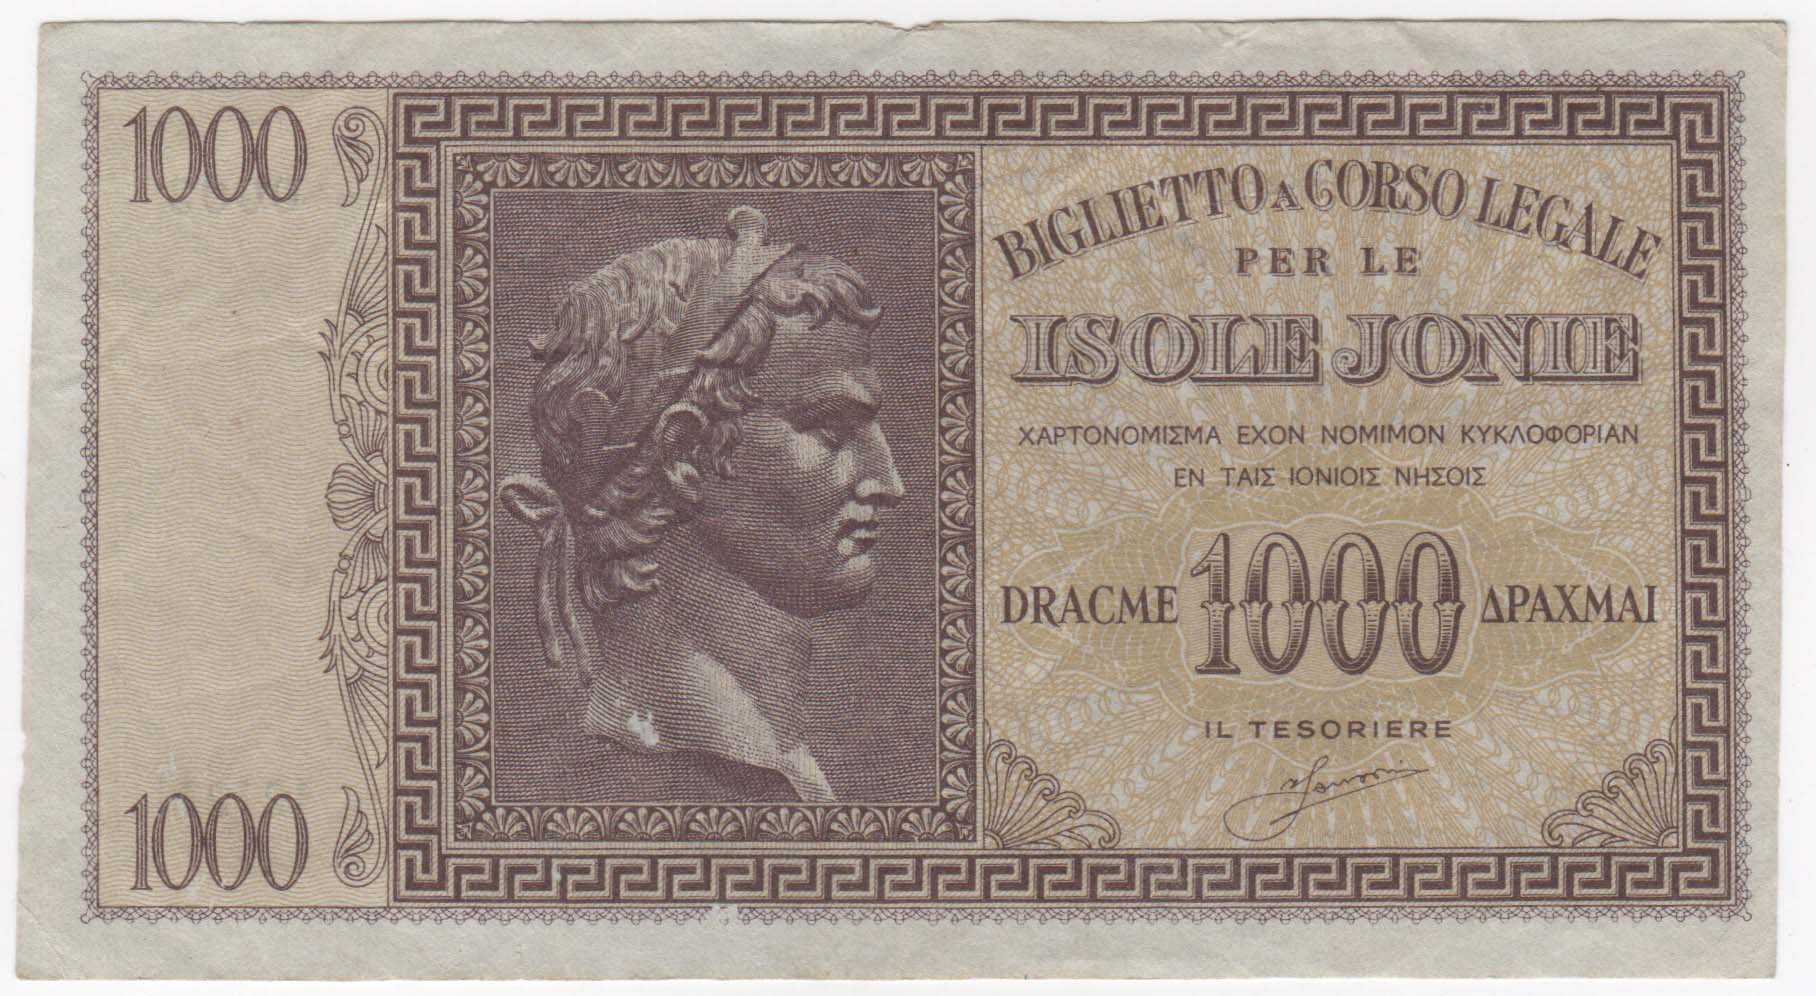 1000
BIGLIETTO A CORSO LEGALE
PER LE
ISOLE JONIE
ΧΑΡΤΟΝΟΜΙΣΜΑ ΕΧΟΝ ΝΟΜΙΜΟΝ ΚΥΚΛΟΦΟΡΙΑΝ
ΕΝ ΤΑΙΣ ΙΟΝΙΟΙΣ ΝΗΣΟΙΣ
DRACME 1000 ΔΡΑΧΜΑΙ
IL TESORIERE
1000